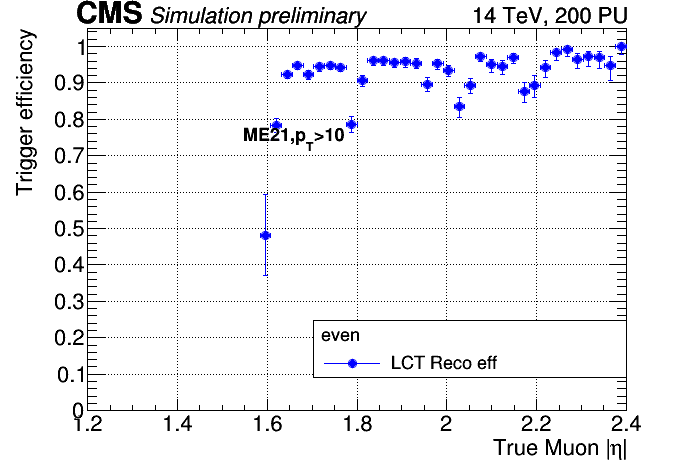 CMS Simulation preliminary 14 TeV, 200 PU
Trigger efficiency
1
0.9
0.8
0.7
0.6
0.5
0.4
0.3
0.2
0.1
0
ME21,pT>10
even
LCT Reco eff
1.2 1.4 1.6 1.8 2 2.2 2.4
True Muon |η|